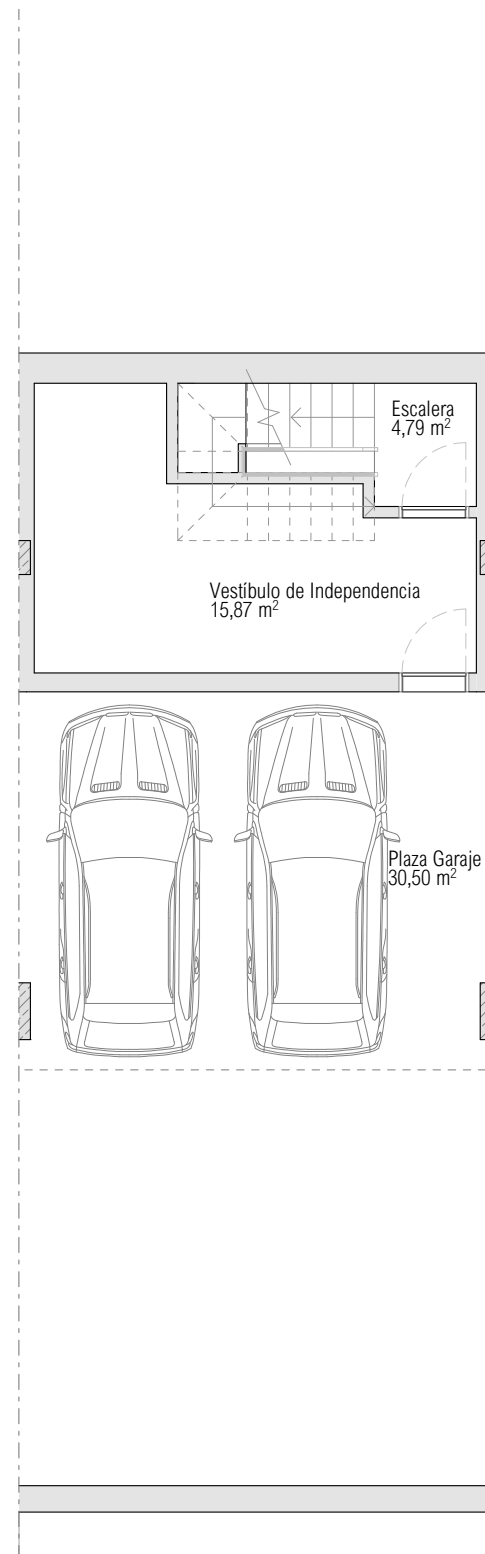 Escalera
4,79 m²
Vestíbulo de Independencia
15,87 m²
Plaza Garaje
30,50 m²